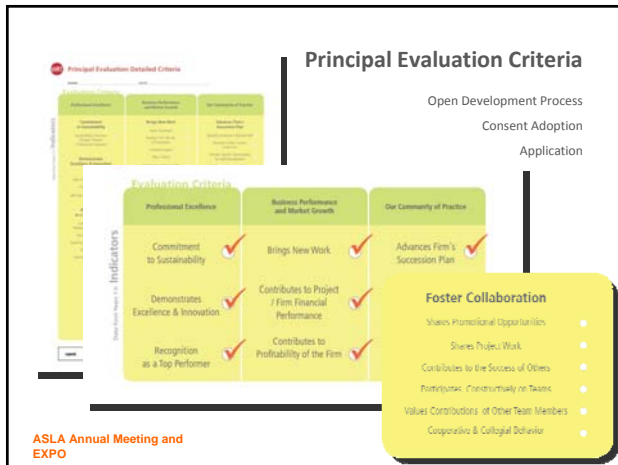 Principal Evaluation Criteria
Open Development Process
Consent Adoption
Application
Principal Evaluation Detailed Criteria
Evaluation Criteria
Professional Excellence
Business Performance
and Market Growth
Our Community of Practice
Indicators
Commitment
to Sustainability
Brings New Work
Advances Firm's
Succession Plan
Demonstrates
Excellence & Innovation
Contributes to Project
/ Firm Financial
Performance
Recognition
as a Top Performer
Contributes to
Profitability of the Firm
Foster Collaboration
Shares Promotional Opportunities
Shares Project Work
Contributes to the Success of Others
Participates Constructively on Teams
Values Contributions of Other Team Members
Cooperative & Collegial Behavior
ASLA Annual Meeting and
EXPO